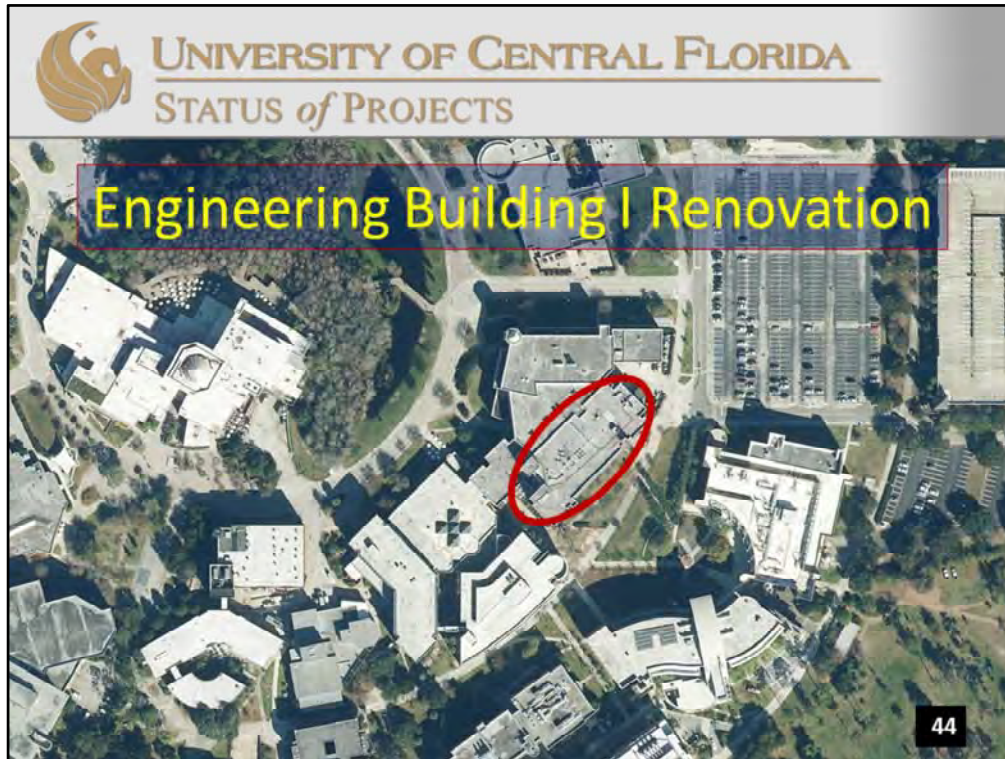 UNIVERSITY OF CENTRAL FLORIDA
STATUS of PROJECTS
Engineering Building I Renovation
44